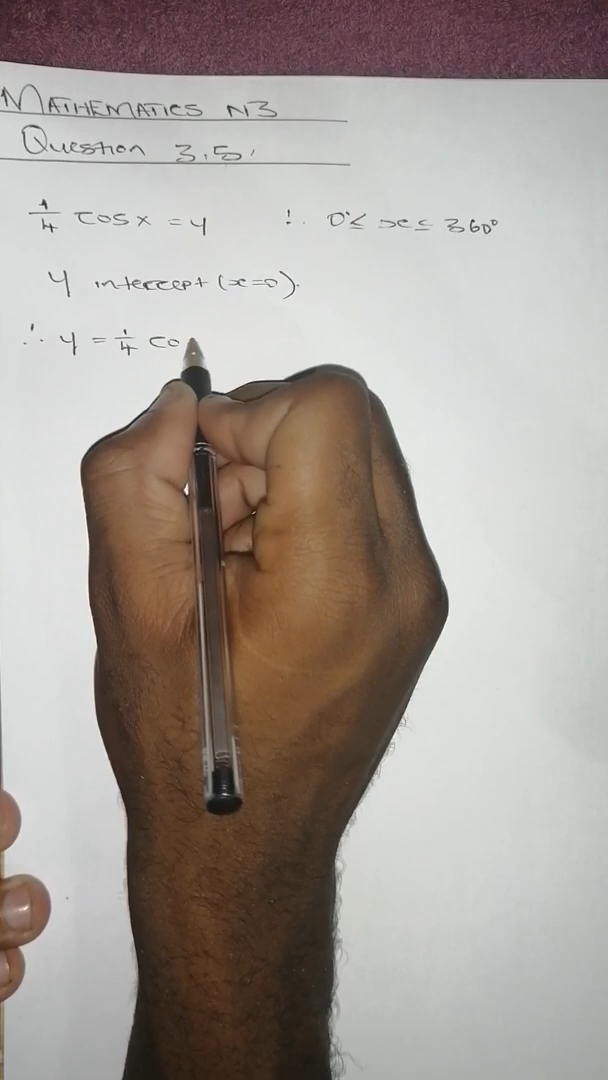 MATHEMATICS N3
Question 3.5.
1/4 cos x = y ∴ 0°≤ x ≤ 360°
y intercept (x=0).
∴ y = 1/4 co